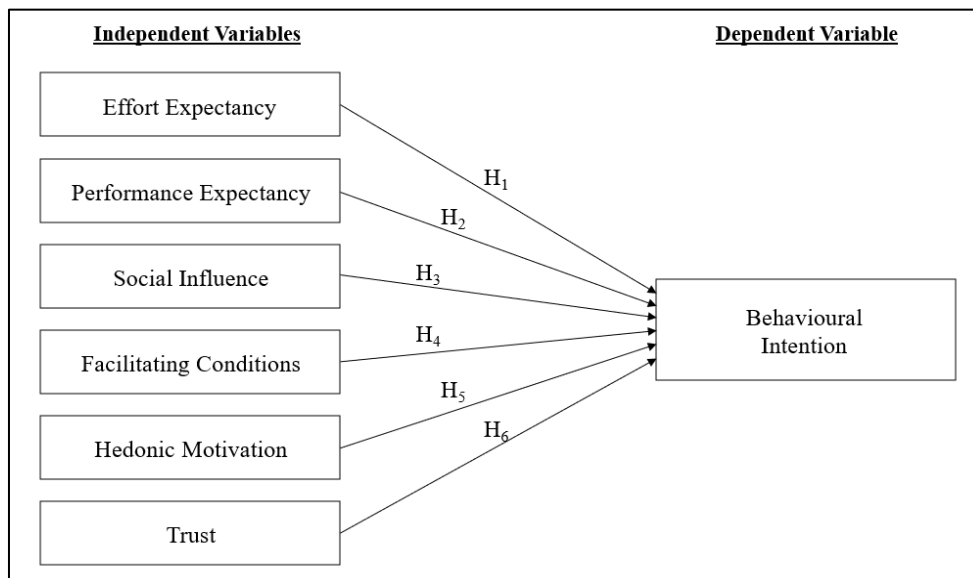 Independent Variables
Dependent Variable
Effort Expectancy
H₁
Performance Expectancy
H₂
Social Influence
H₃
Facilitating Conditions
H₄
Hedonic Motivation
H₅
Trust
H₆
Behavioural
Intention